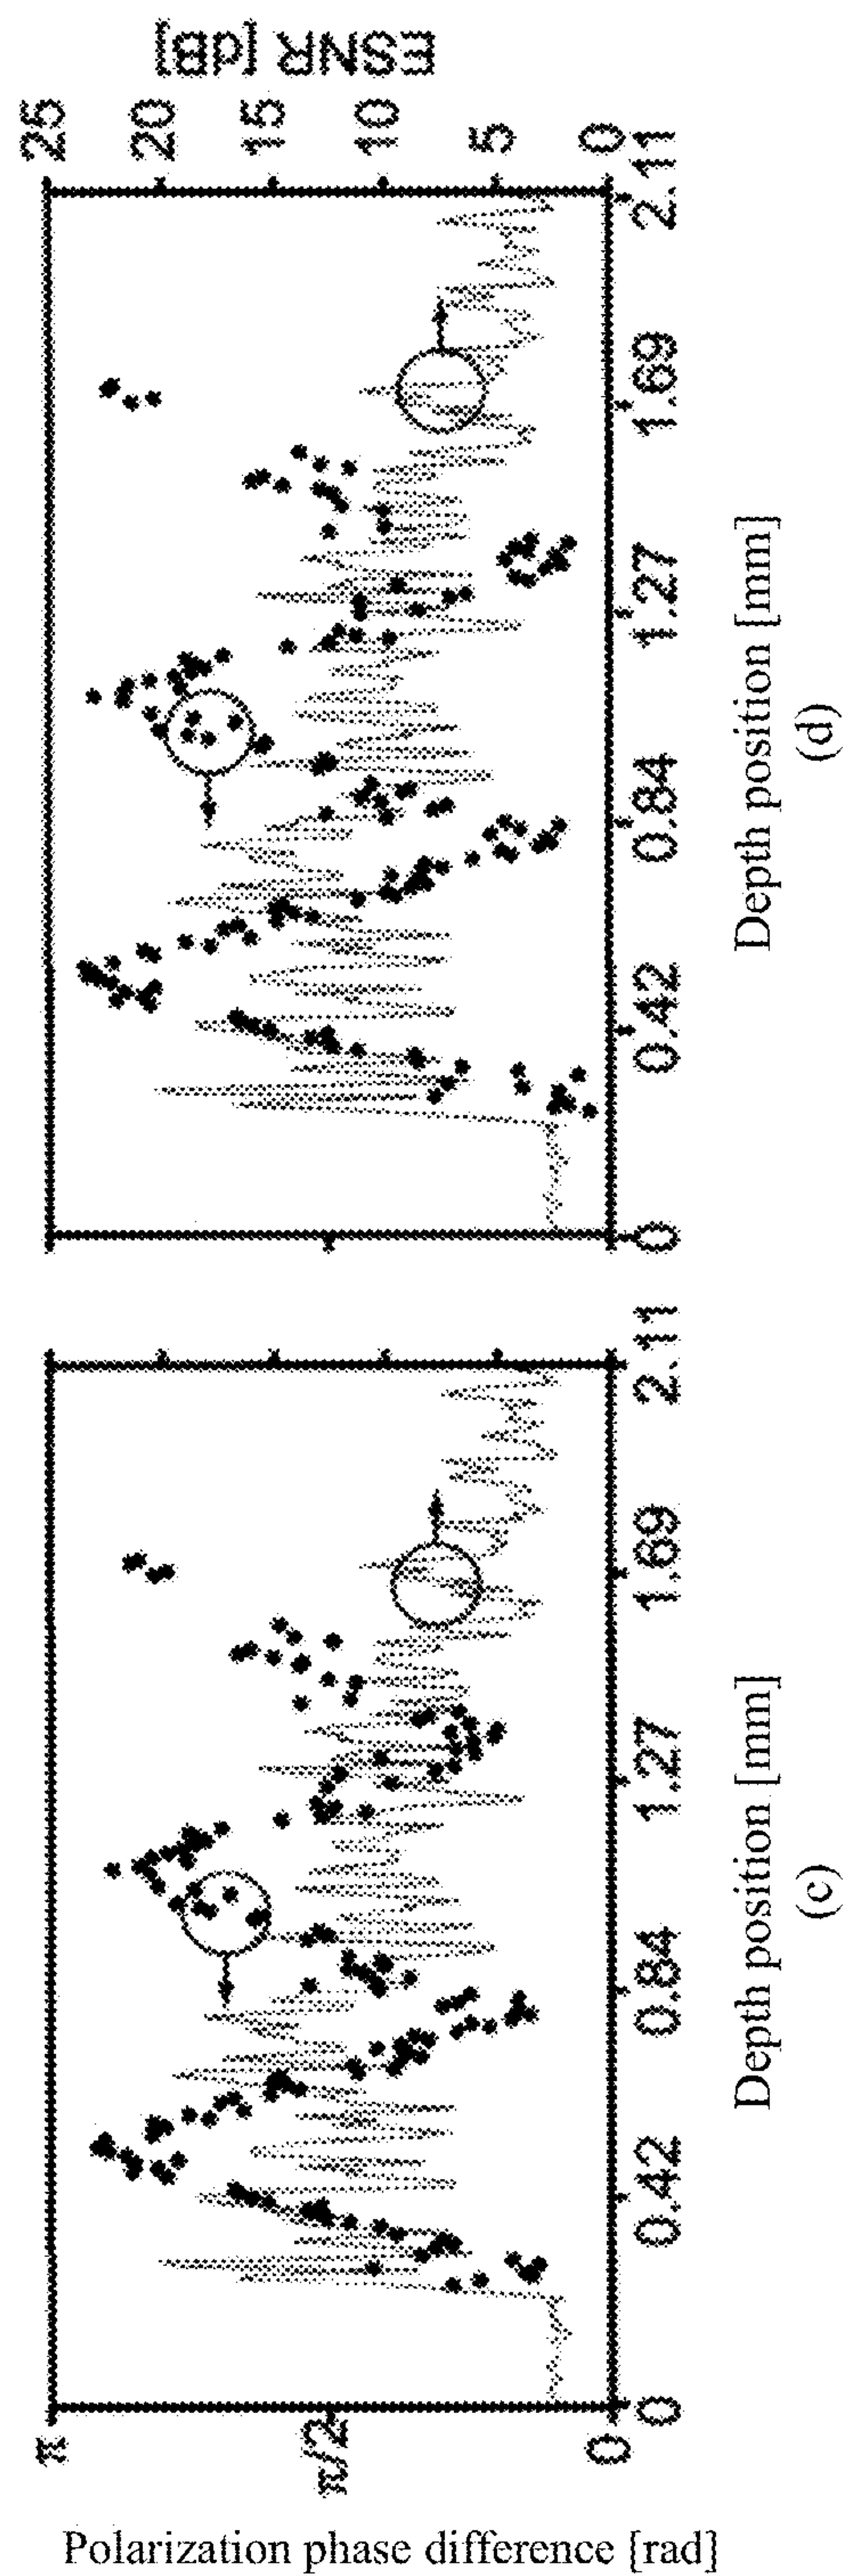 Polarization phase difference [rad]
π
π/2
0
0
0.42
0.84
1.27
1.69
2.11
Depth position [mm]
(c)
0
0.42
0.84
1.27
1.69
2.11
Depth position [mm]
(d)
25
20
15
10
5
0
ESNR [dB]